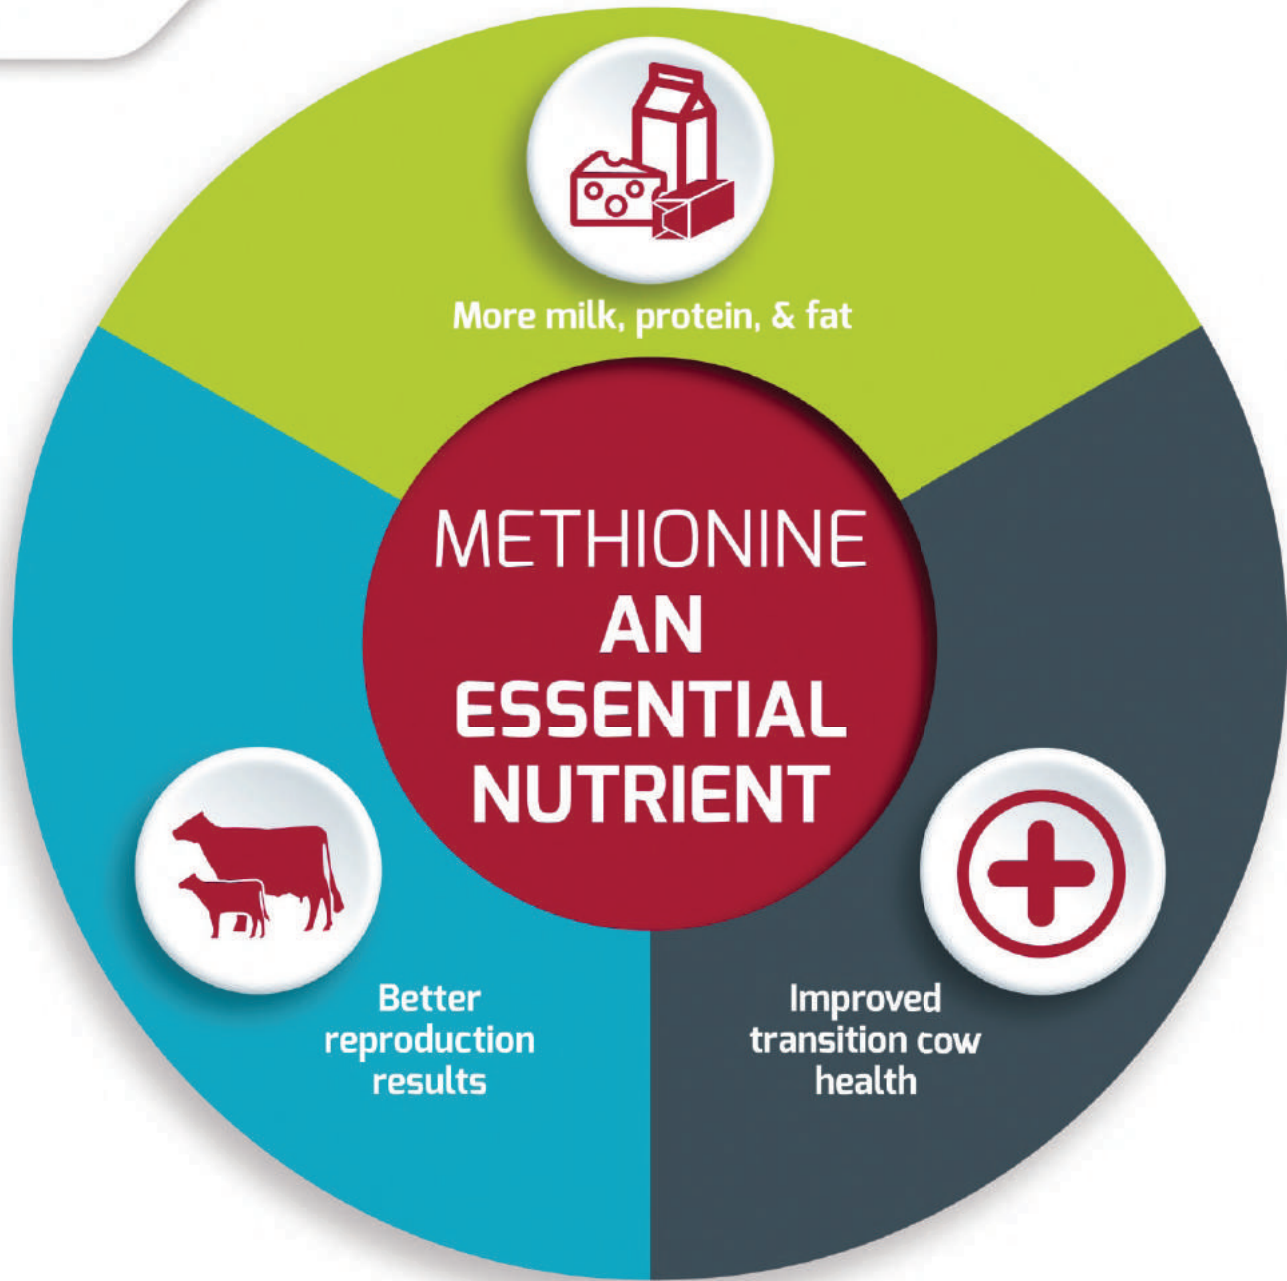 More milk, protein, & fat
METHIONINE
AN
ESSENTIAL
NUTRIENT
Better
reproduction
results
Improved
transition cow
health